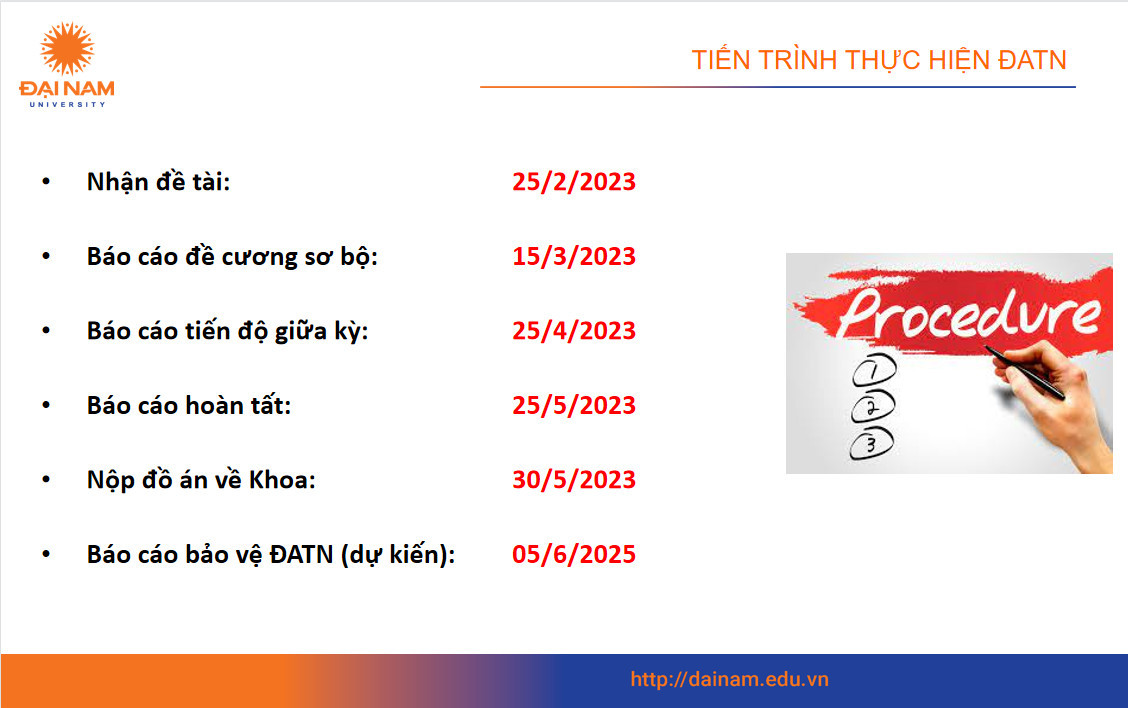 ĐẠI NAM
UNIVERSITY
TIẾN TRÌNH THỰC HIỆN ĐATN
• Nhận đề tài: 25/2/2023
• Báo cáo đề cương sơ bộ: 15/3/2023
• Báo cáo tiến độ giữa kỳ: 25/4/2023
• Báo cáo hoàn tất: 25/5/2023
• Nộp đồ án về Khoa: 30/5/2023
• Báo cáo bảo vệ ĐATN (dự kiến): 05/6/2025
Procedure
1
2
3
http://dainam.edu.vn